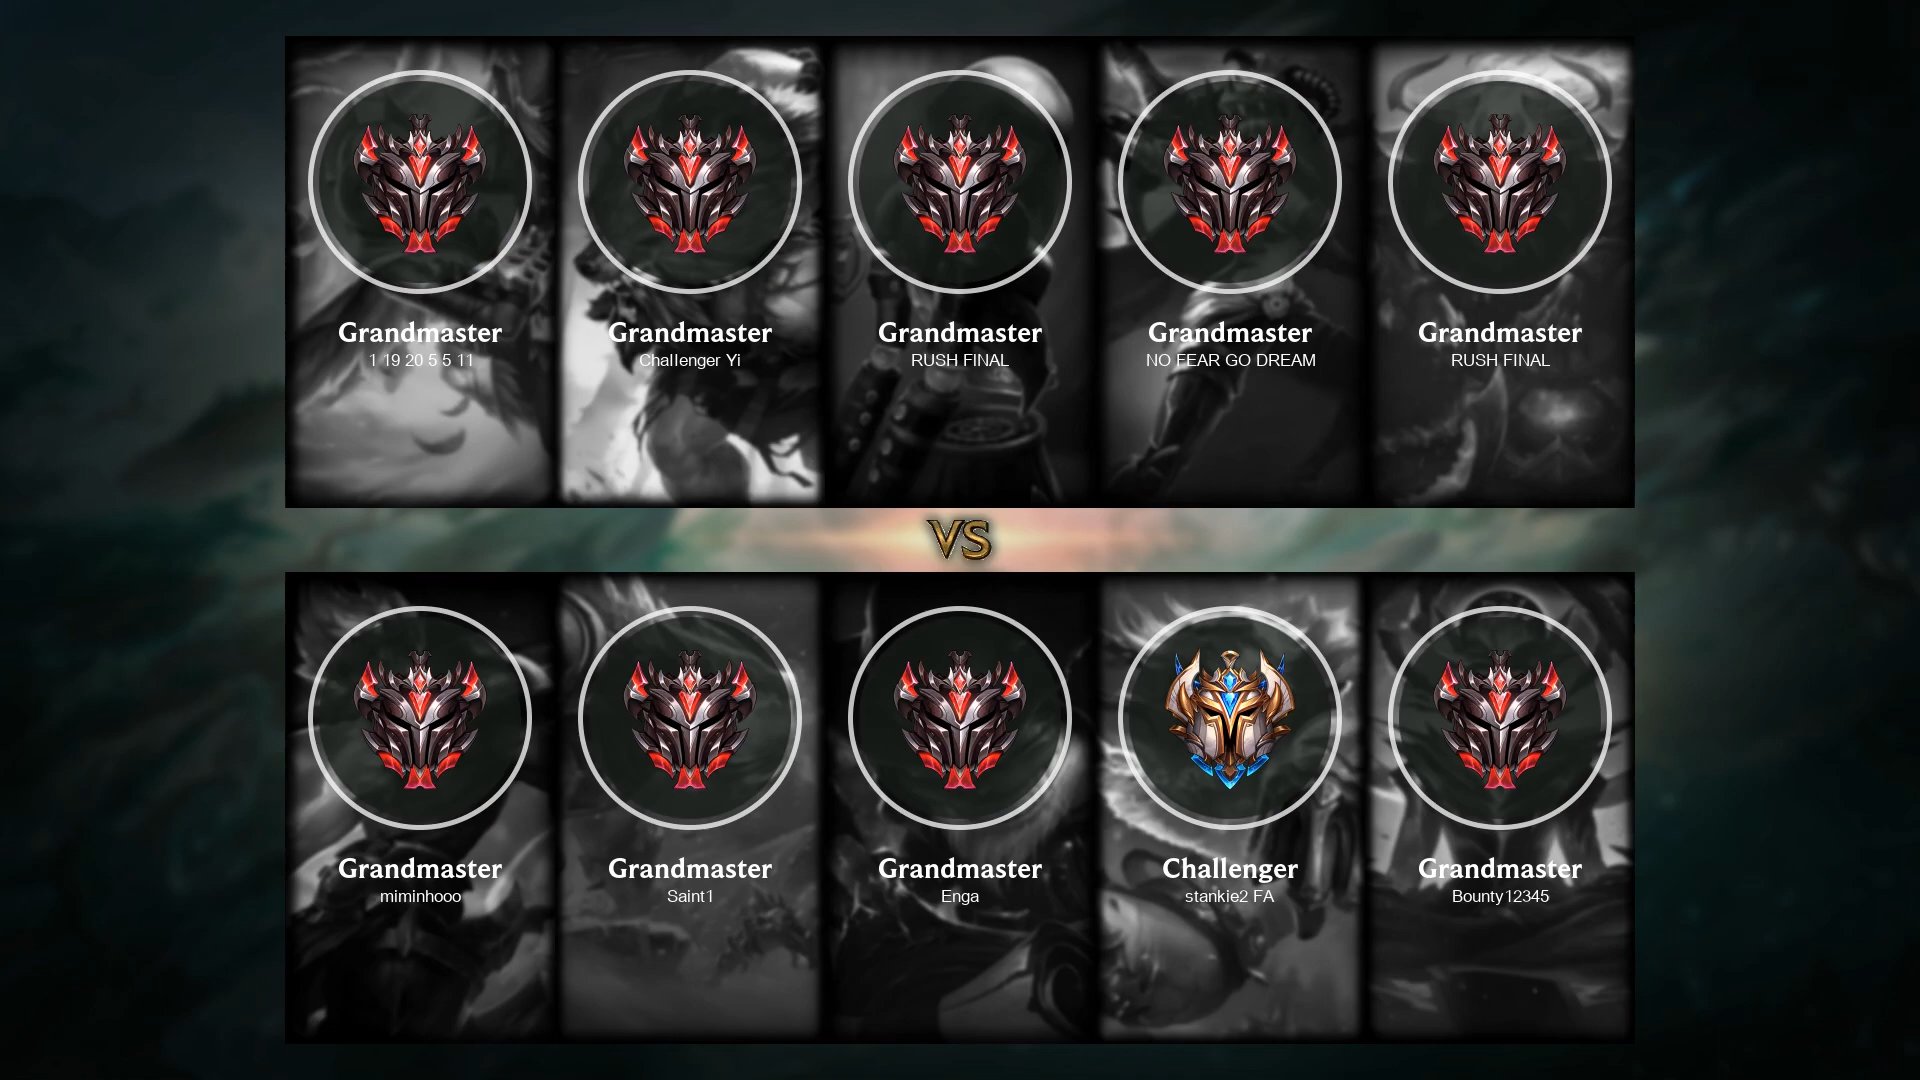 Grandmaster
1 19 20 5 5 11
Grandmaster
Challenger Yi
Grandmaster
RUSH FINAL
Grandmaster
NO FEAR GO DREAM
Grandmaster
RUSH FINAL
VS
Grandmaster
miminhooo
Grandmaster
Saint1
Grandmaster
Enga
Challenger
stankie2 FA
Grandmaster
Bounty12345